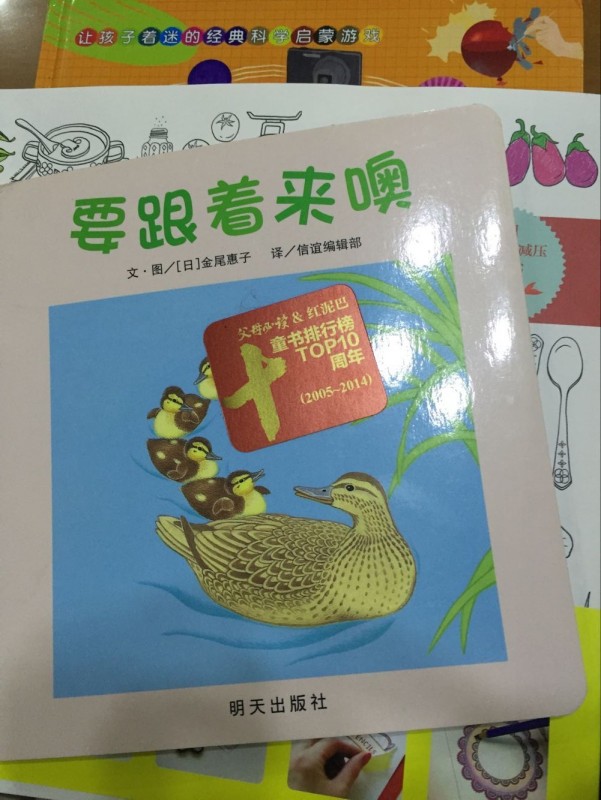 让孩子着迷的经典科学启蒙游戏
要跟着来噢
文·图／[日]金尾惠子 译／信谊编辑部
父母必读&红泥巴
童书排行榜
TOP10
周年
十
(2005~2014)
减压
明天出版社